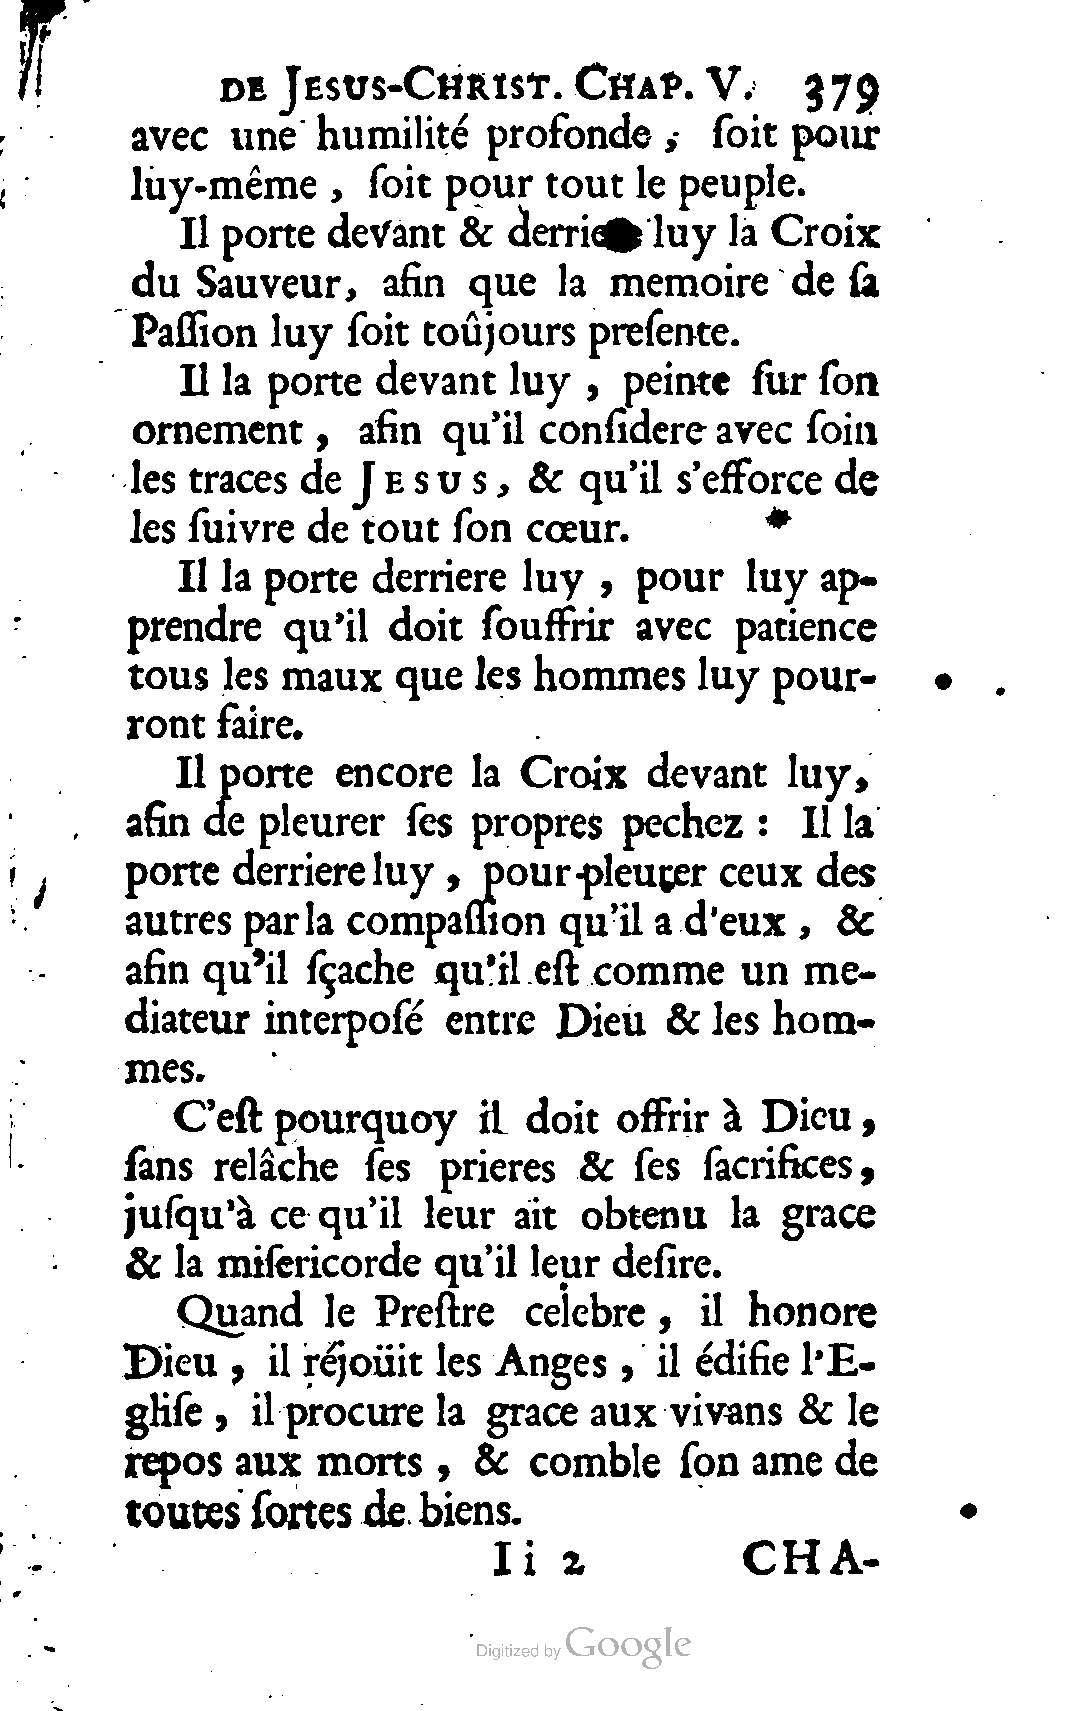 DE JESUS-CHRIST. CHAP. V. 379
avec une humilité profonde, ſoit pour
luy-même, ſoit pour tout le peuple.
Il porte devant & luy la Croix
du Sauveur, afin que la memoire de ſa
Paſſion luy ſoit toûjours preſente.
Il la porte devant luy, peinte ſur ſon
ornement, afin qu'il conſidere avec ſoin
les traces de JESUS, & qu'il s'efforce de
les ſuivre de tout ſon cœur.
Il la porte derriere luy, pour luy ap-
prendre qu'il doit ſouffrir avec patience
tous les maux que les hommes luy pour-
ront faire.
Il porte encore la Croix devant luy,
afin de pleurer ſes propres pechez : Il la
porte derriere luy, pour pleurer ceux des
autres par la compaſſion qu'il a d'eux, &
afin qu'il ſçache qu'il eſt comme un me-
diateur interpoſé entre Dieu & les hom-
mes.
C'eſt pourquoy il doit offrir à Dieu,
ſans relâche ſes prieres & ſes ſacrifices,
juſqu'à ce qu'il leur ait obtenu la grace
& la miſericorde qu'il leur deſire.
Quand le Preſtre celebre, il honore
Dieu, il réjoüit les Anges, il édifie l'E-
gliſe, il procure la grace aux vivans & le
repos aux morts, & comble ſon ame de
toutes ſortes de biens.
Ii 2 CHA-
Digitized by Google